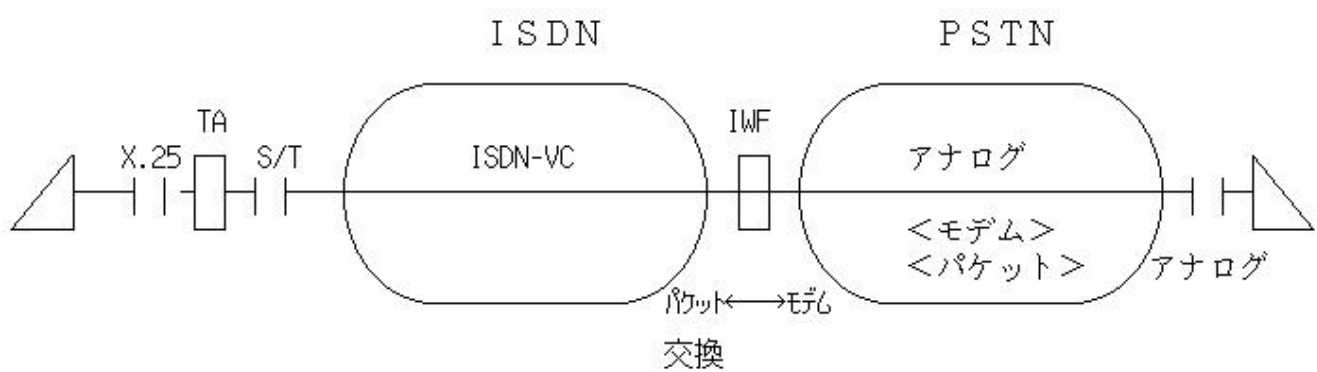 ISDN
PSTN
TA
IWF
X.25
S/T
ISDN-VC
アナログ
＜モデム＞
＜パケット＞
アナログ
パケット←→モデム
交換